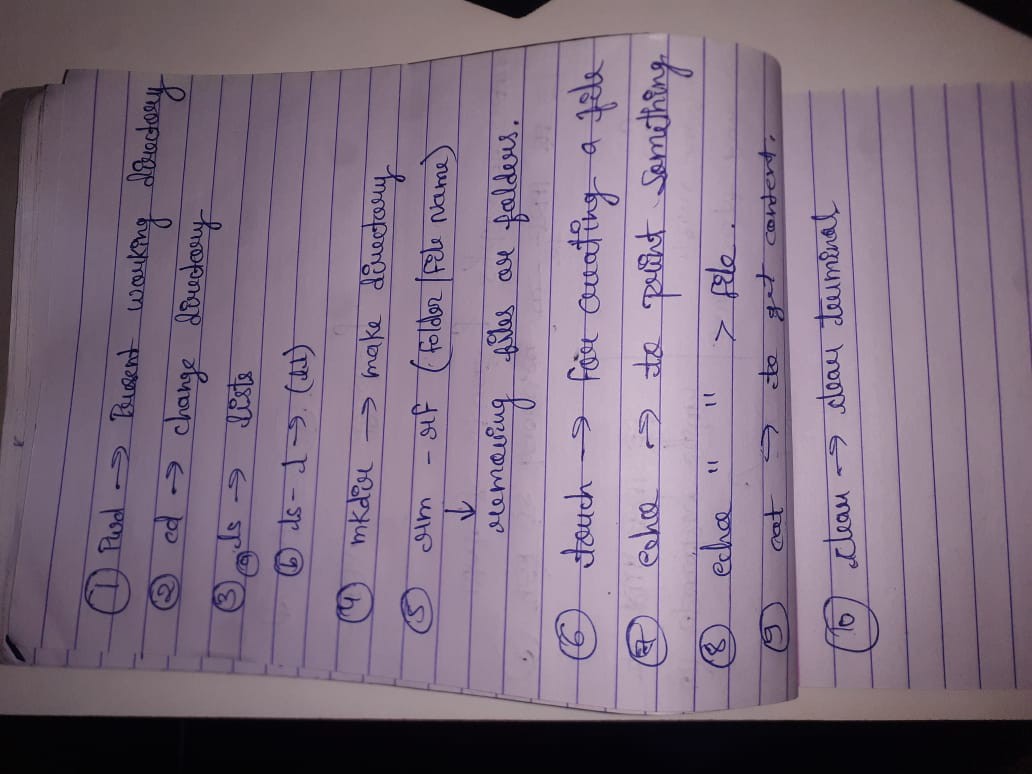 ① Pwd → Present working directory
② cd → change directory
③ ⓐ ls → lists
ⓑ ls - l → (ll)
④ mkdir → make directory
⑤ rm - rf (folder | file Name)
↓
removing files or folders.
⑥ touch → for creating a file
⑦ echo → to print something
⑧ echo " " > file.
⑨ cat → to get content.
⑩ clear → clear terminal